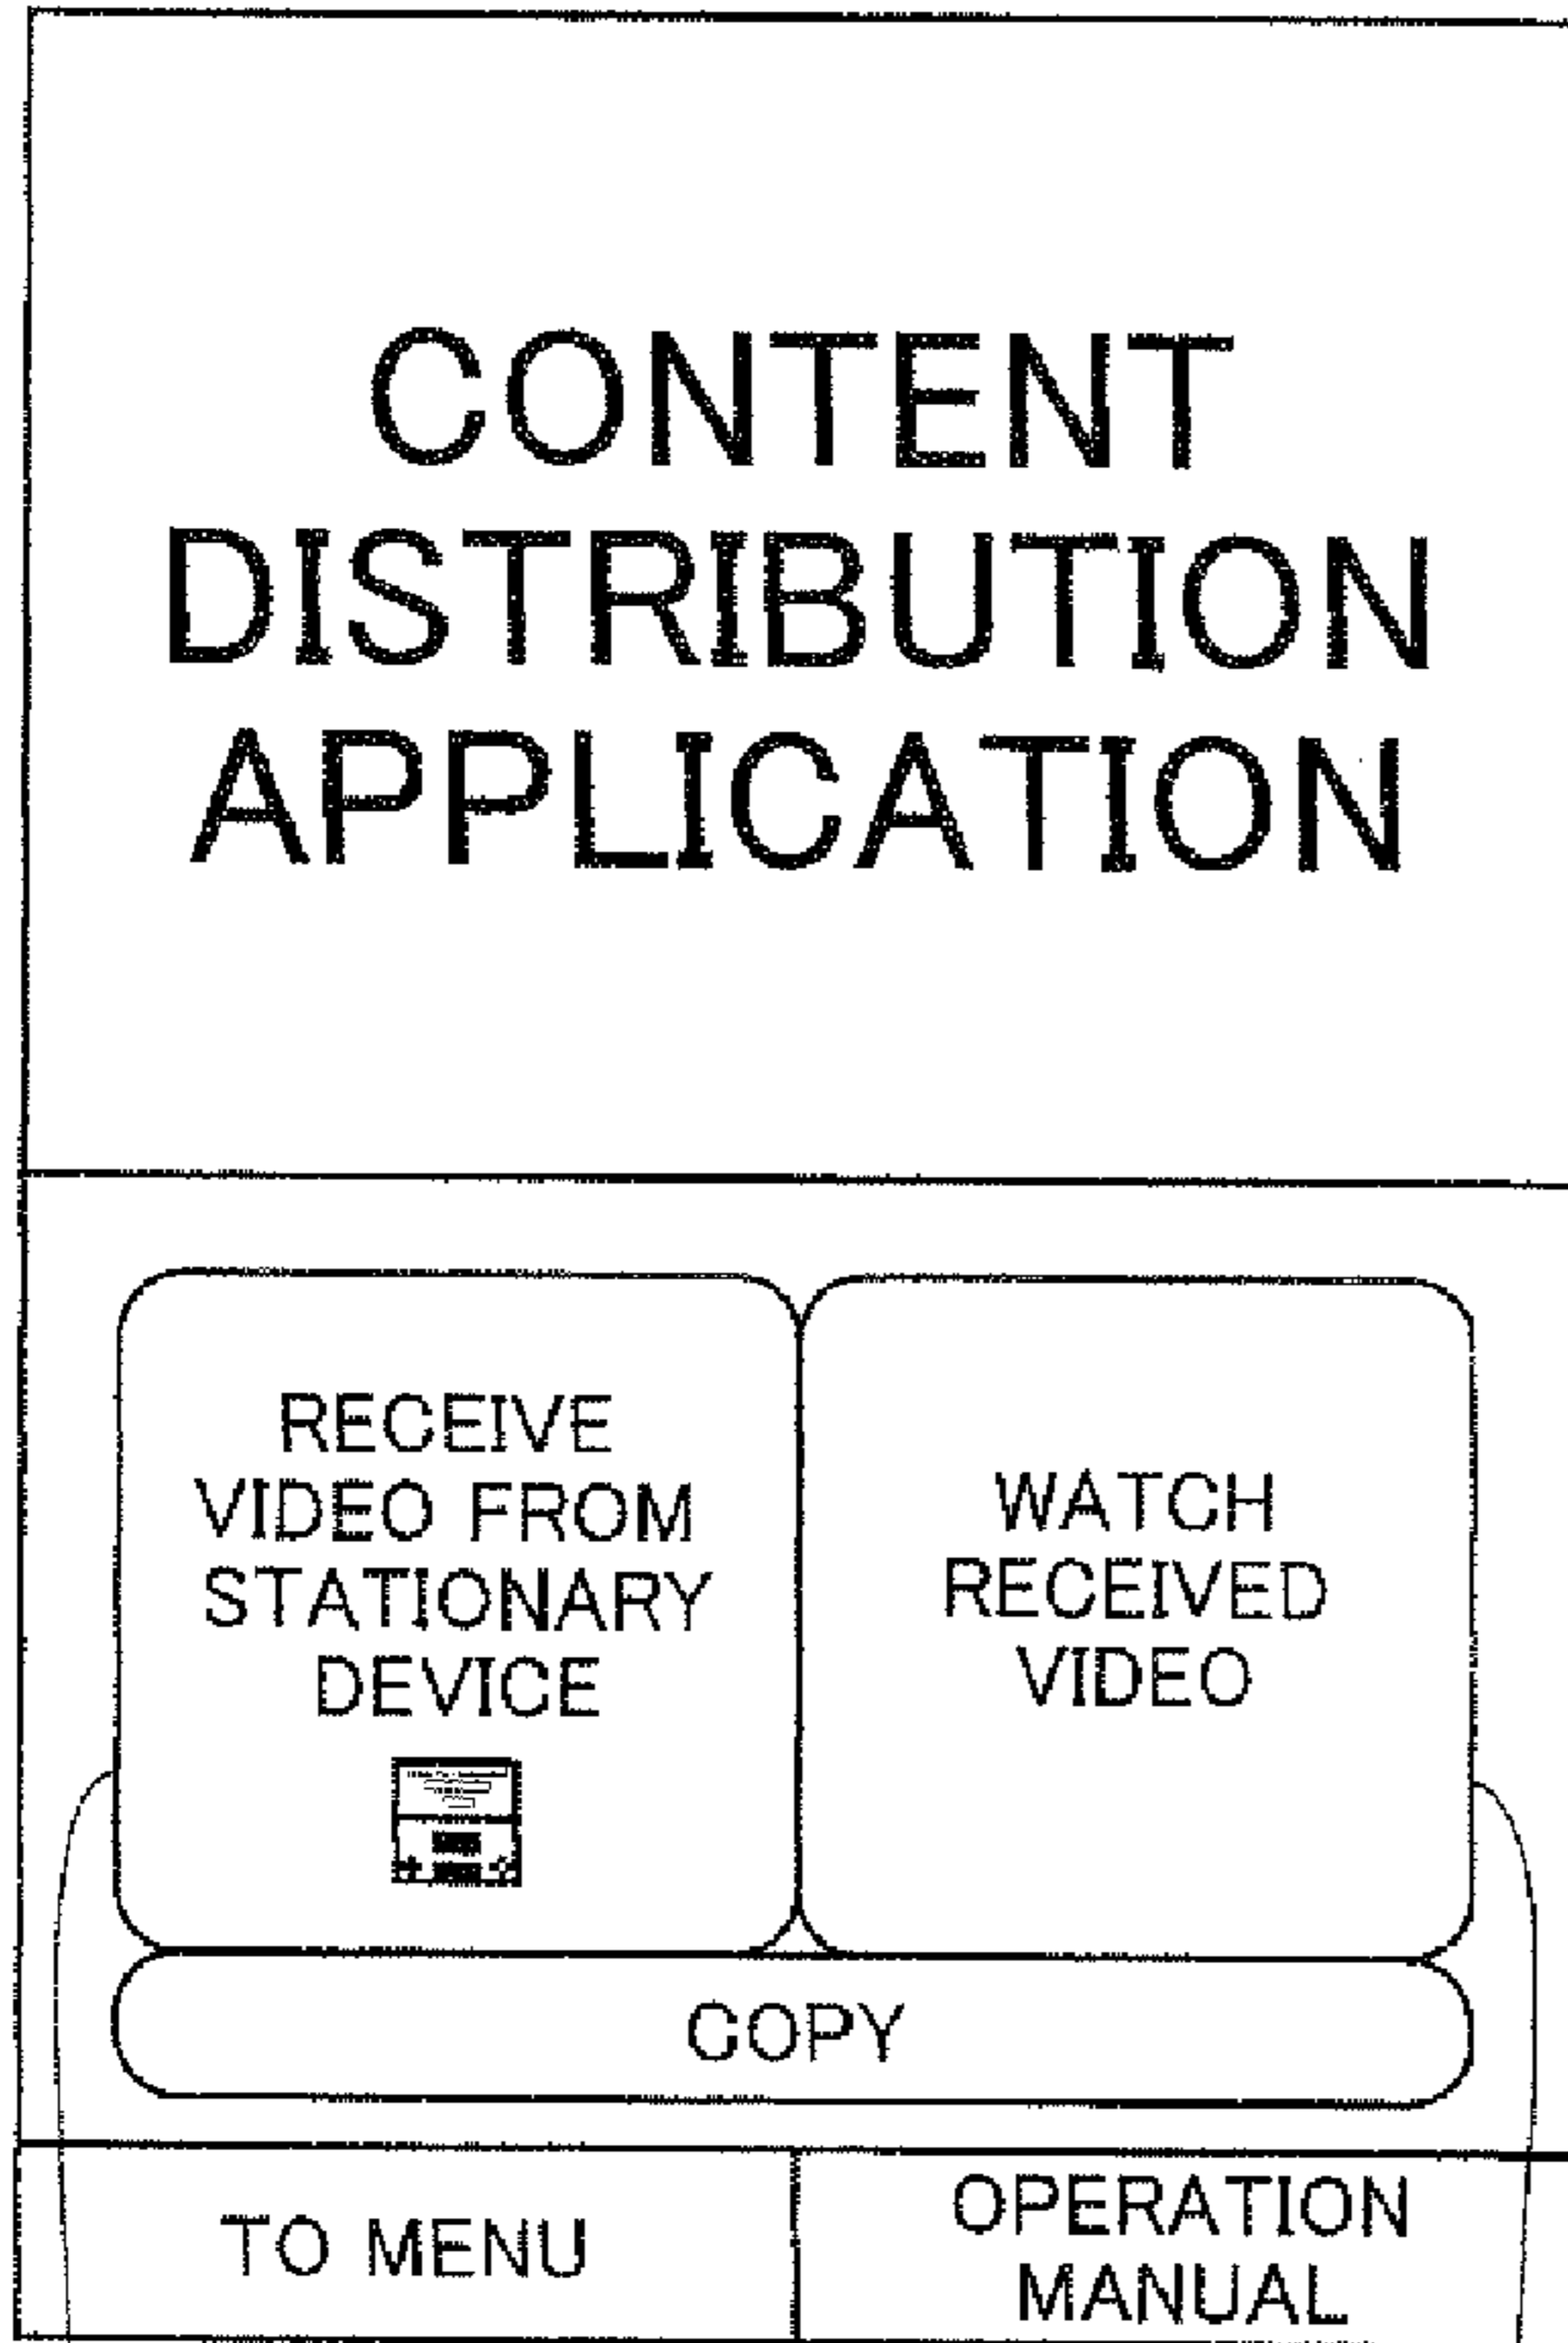 CONTENT
DISTRIBUTION
APPLICATION
RECEIVE
VIDEO FROM
STATIONARY
DEVICE
WATCH
RECEIVED
VIDEO
COPY
TO MENU
OPERATION
MANUAL